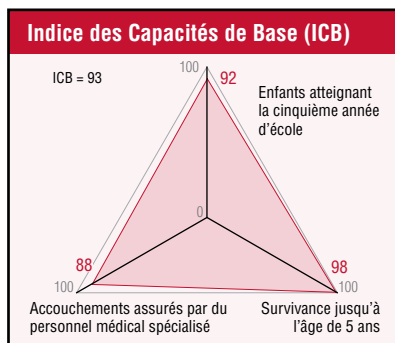 Indice des Capacités de Base (ICB)
ICB = 93
100
92
Enfants atteignant
la cinquième année
d'école
0
88
100
98
100
Accouchements assurés par du
personnel médical spécialisé
Survivance jusqu'à
l'âge de 5 ans